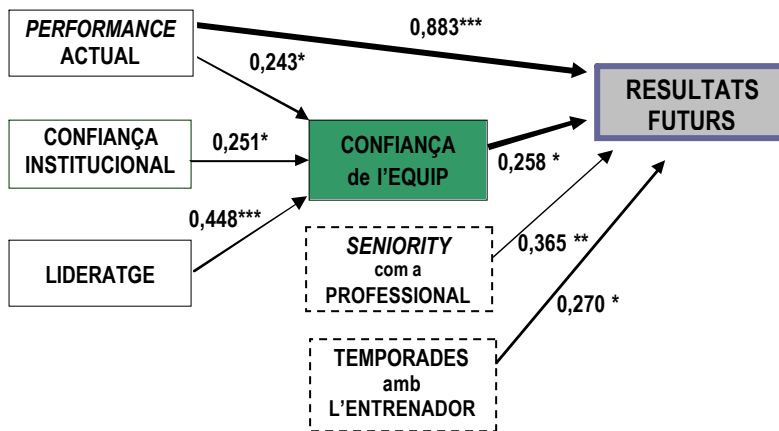 PERFORMANCE
ACTUAL
0,883***
0,243*
RESULTATS
FUTURS
CONFIANÇA
INSTITUCIONAL
0,251*
CONFIANÇA
de l’EQUIP
0,258 *
0,448***
LIDERATGE
SENIORITY
com a
PROFESSIONAL
0,365 **
0,270 *
TEMPORADES
amb
L’ENTRENADOR